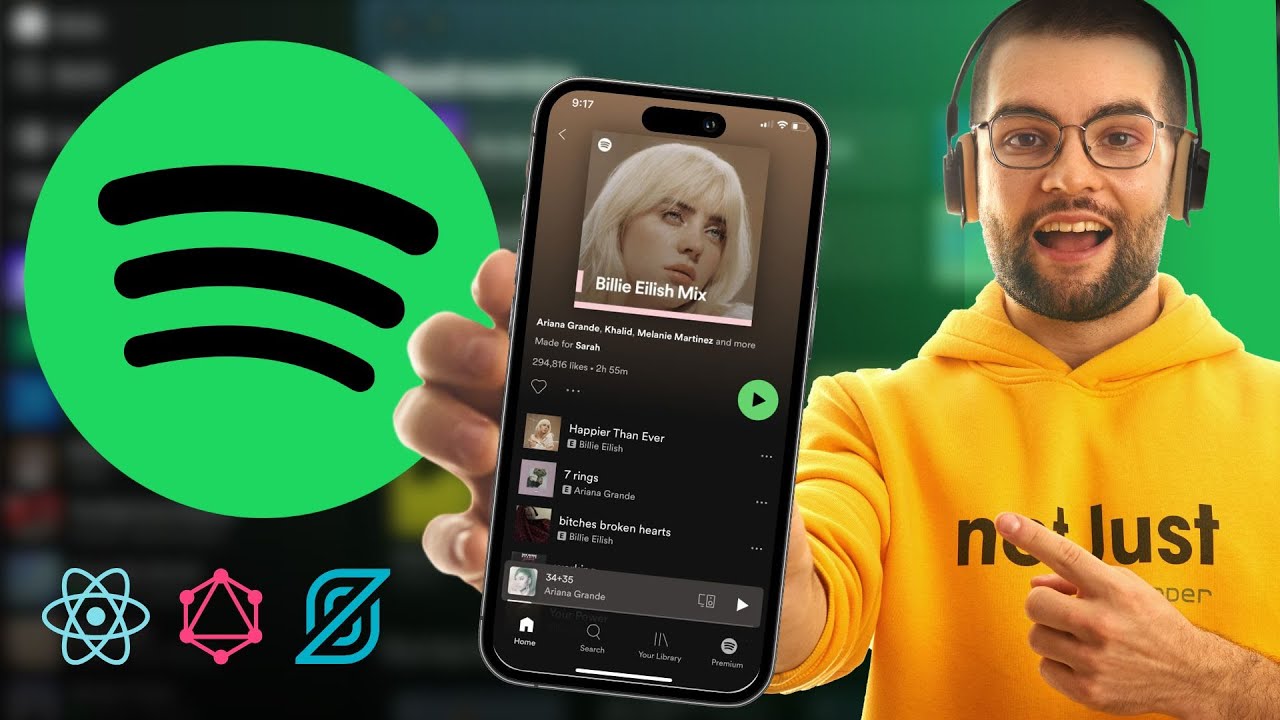 9:17
Billie Eilish Mix
Ariana Grande, Khalid, Melanie Martinez and more
Made for Sarah
294,816 likes • 2h 55m
Happier Than Ever
E Billie Eilish
7 rings
E Ariana Grande
bitches broken hearts
E Billie Eilish
34+35
Ariana Grande
Your Power
Home
Search
Your Library
Premium
not Just